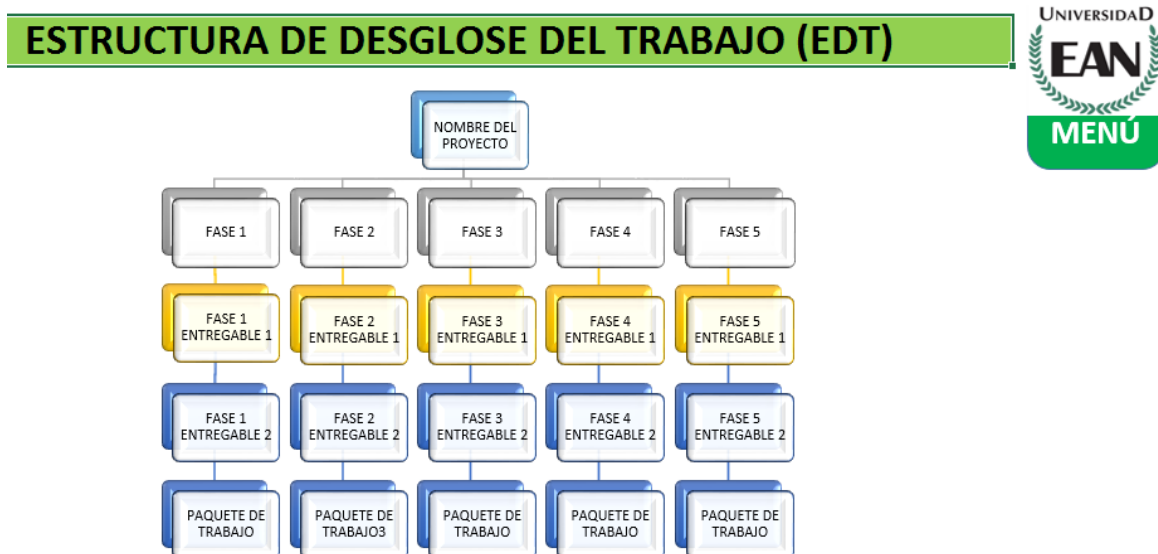 UNIVERSIDAD
ESTRUCTURA DE DESGLOSE DEL TRABAJO (EDT)
EAN
MENÚ
NOMBRE DEL
PROYECTO
FASE 1
FASE 2
FASE 3
FASE 4
FASE 5
FASE 1
ENTREGABLE 1
FASE 2
ENTREGABLE 1
FASE 3
ENTREGABLE 1
FASE 4
ENTREGABLE 1
FASE 5
ENTREGABLE 1
FASE 1
ENTREGABLE 2
FASE 2
ENTREGABLE 2
FASE 3
ENTREGABLE 2
FASE 4
ENTREGABLE 2
FASE 5
ENTREGABLE 2
PAQUETE DE
TRABAJO
PAQUETE DE
TRABAJO3
PAQUETE DE
TRABAJO
PAQUETE DE
TRABAJO
PAQUETE DE
TRABAJO